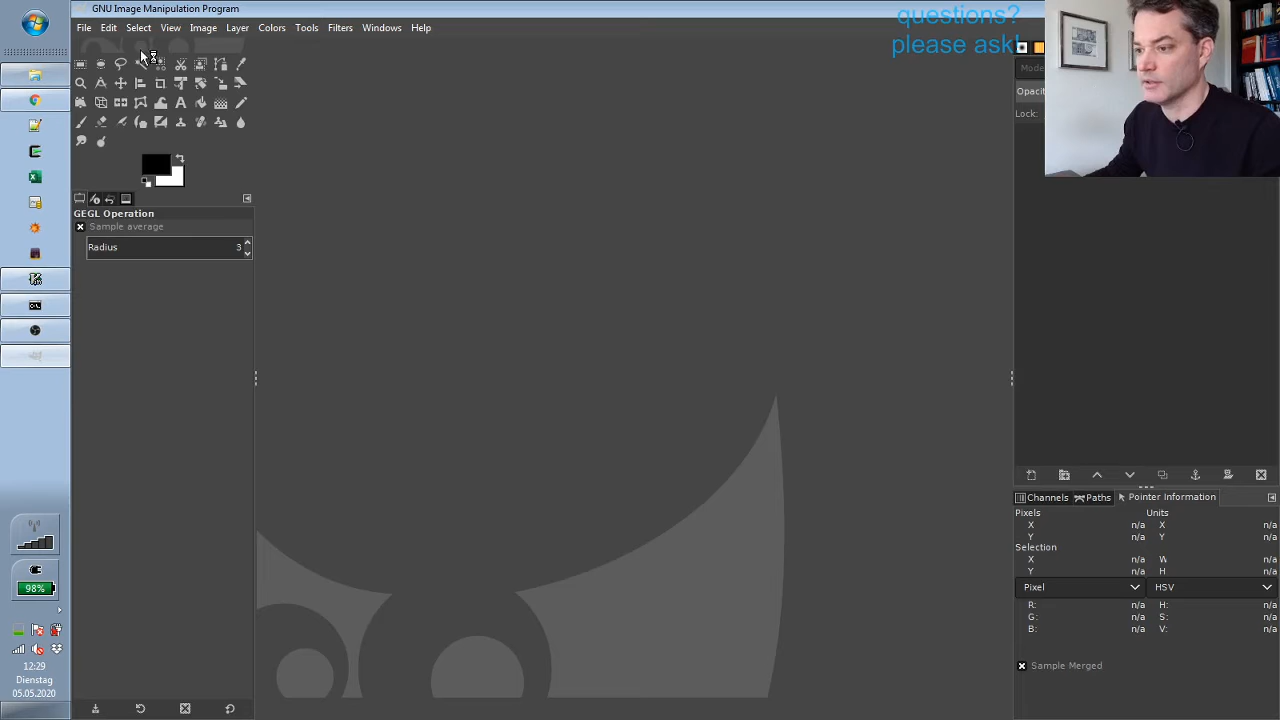 GNU Image Manipulation Program
questions?
please ask!
File Edit Select View Image Layer Colors Tools Filters Windows Help
Opaci
Lock:
GEGL Operation
Sample average
Radius 3
Channels Paths Pointer Information
Pixels Units
X n/a X n/a
Y n/a Y n/a
Selection
X n/a W n/a
Y n/a H n/a
Pixel HSV
R: n/a H: n/a
G: n/a S: n/a
B: n/a V: n/a
Sample Merged
98%
12:29
Dienstag
05.05.2020